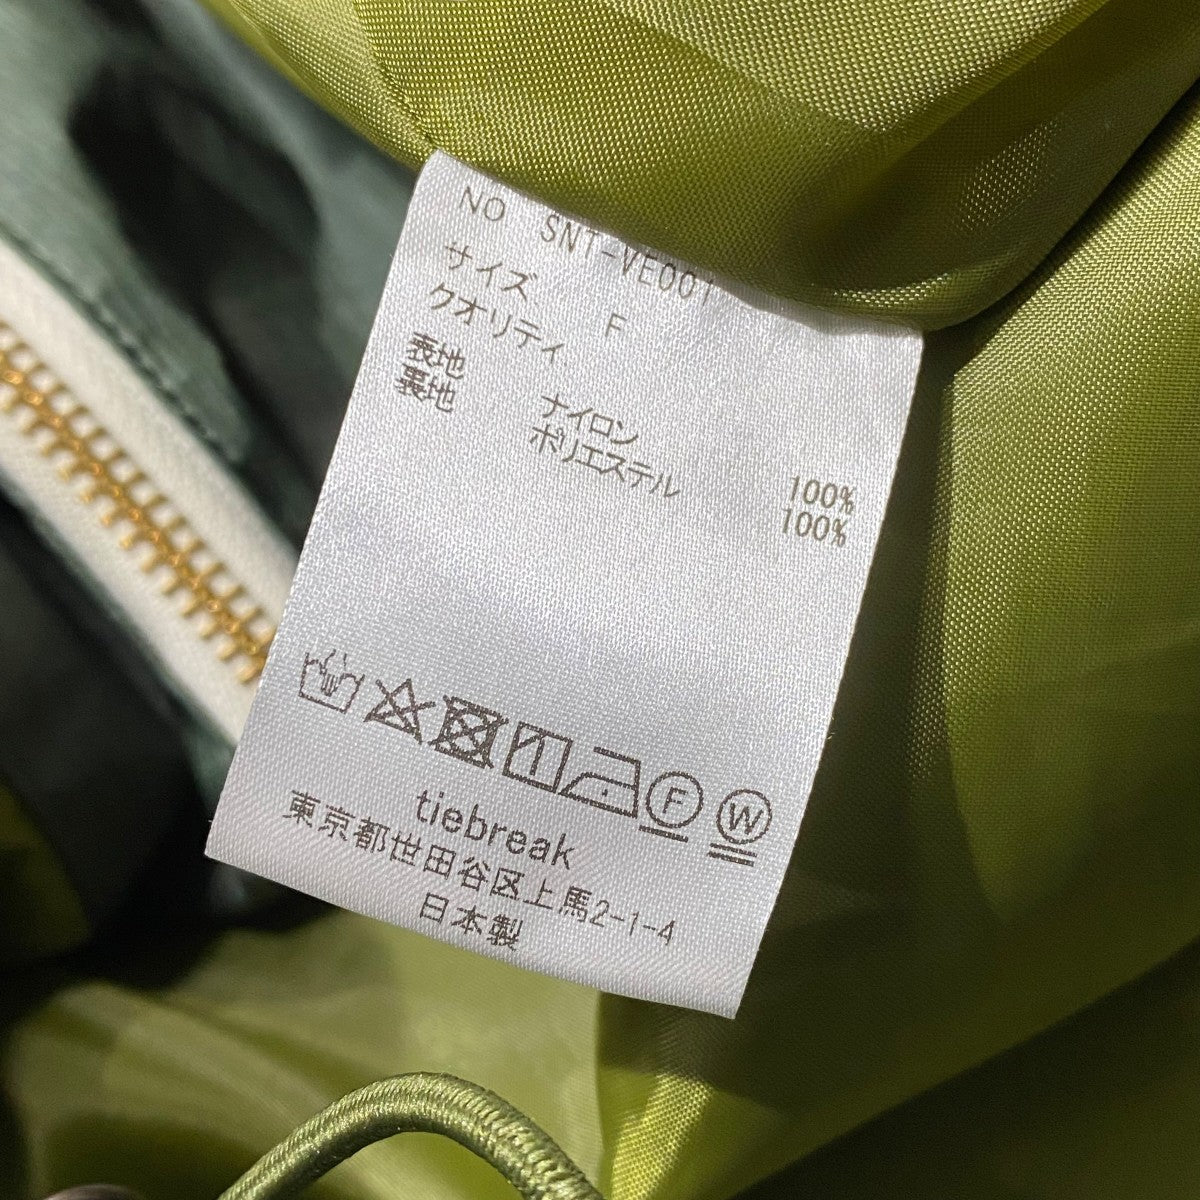 NO SNT-VE001
サイズ F
クオリティ
表地 ナイロン 100%
裏地 ポリエステル 100%
F W
tiebreak
東京都世田谷区上馬2-1-4
日本製